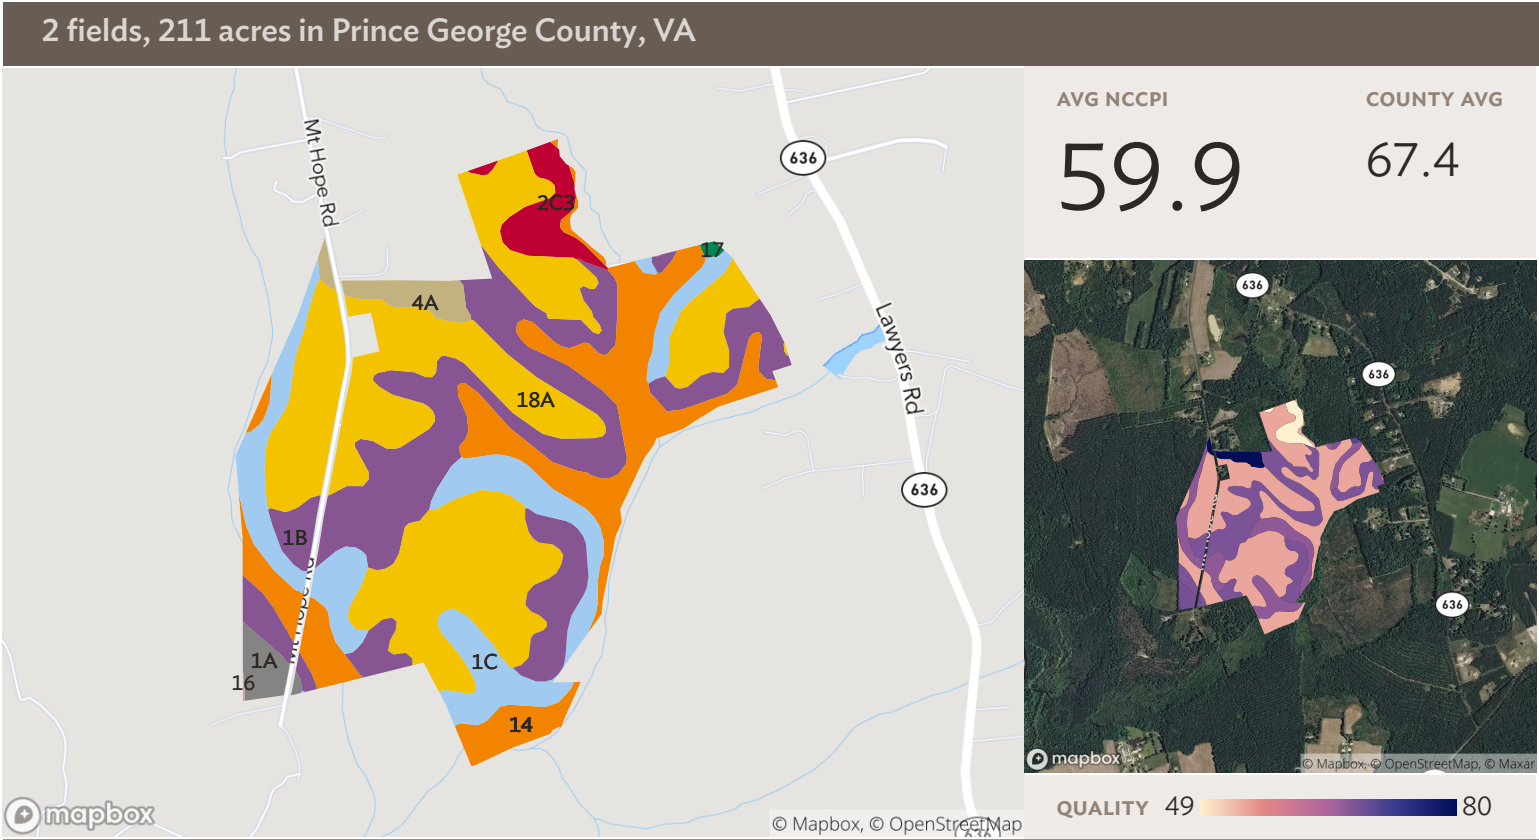 2 fields, 211 acres in Prince George County, VA
AVG NCCPI
COUNTY AVG
59.9
67.4
Mt Hope Rd
636
2C3
17
4A
Lawyers Rd
18A
636
1B
Mt Hope Rd
1A
1C
16
14
636
mapbox
© Mapbox, © OpenStreetMap
636
636
636
mapbox
© Mapbox, © OpenStreetMap, © Maxar
QUALITY 49 80